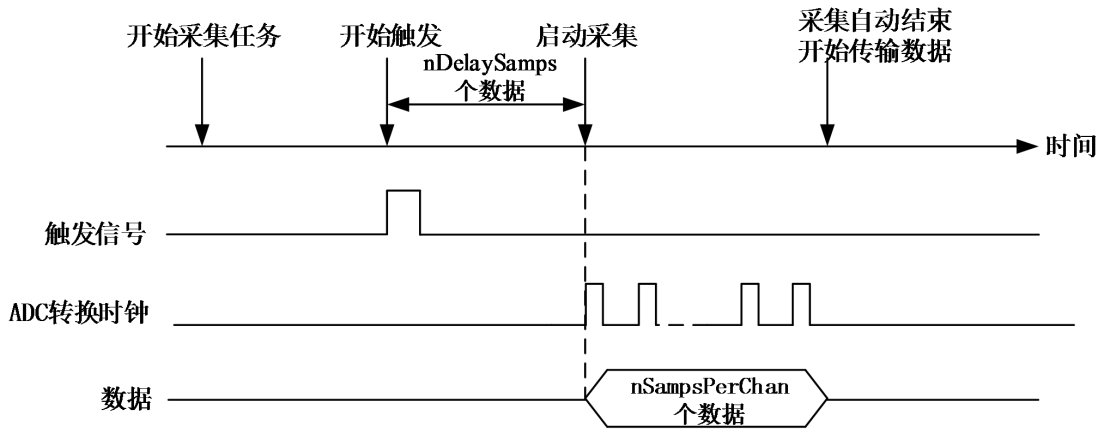 开始采集任务
开始触发
启动采集
采集自动结束
开始传输数据
nDelaySamps
个数据
时间
触发信号
ADC转换时钟
数据
nSampsPerChan
个数据